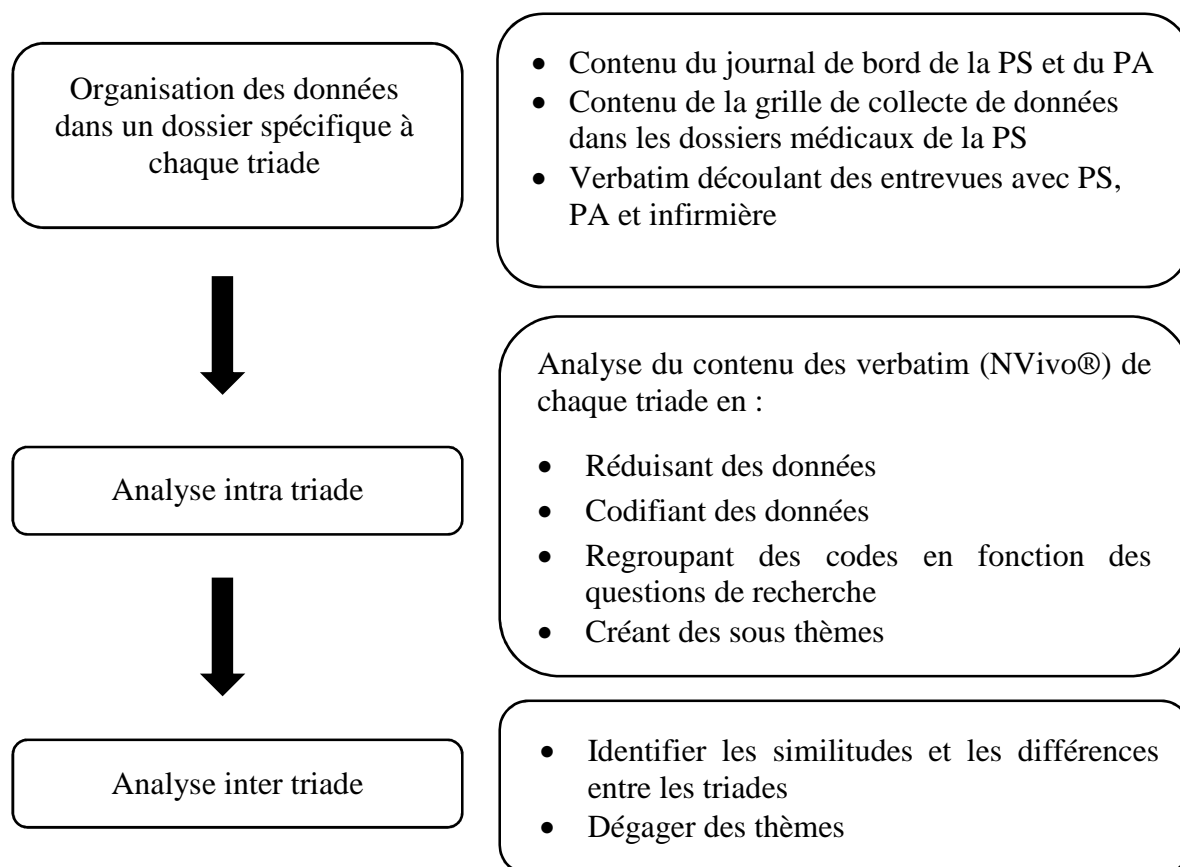 Organisation des données
dans un dossier spécifique à
chaque triade
• Contenu du journal de bord de la PS et du PA
• Contenu de la grille de collecte de données
dans les dossiers médicaux de la PS
• Verbatim découlant des entrevues avec PS,
PA et infirmière
Analyse intra triade
Analyse du contenu des verbatim (NVivo®) de
chaque triade en :
• Réduisant des données
• Codifiant des données
• Regroupant des codes en fonction des
questions de recherche
• Créant des sous thèmes
Analyse inter triade
• Identifier les similitudes et les différences
entre les triades
• Dégager des thèmes